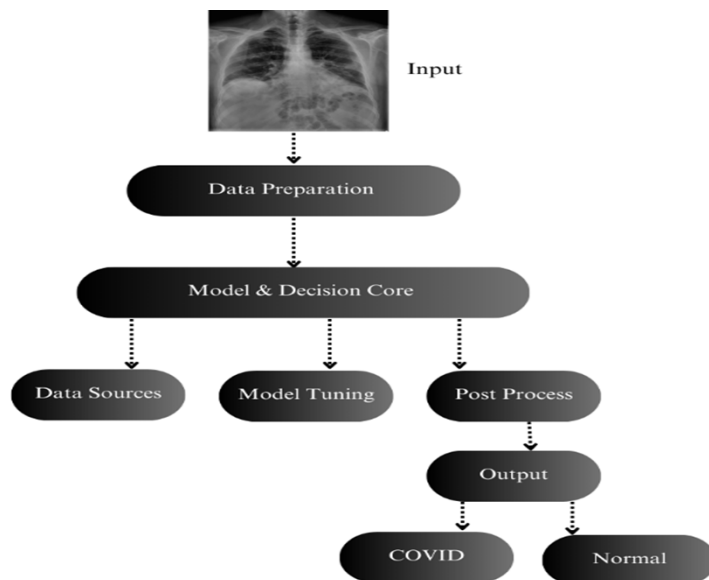 Input
Data Preparation
Model & Decision Core
Data Sources
Model Tuning
Post Process
Output
COVID
Normal